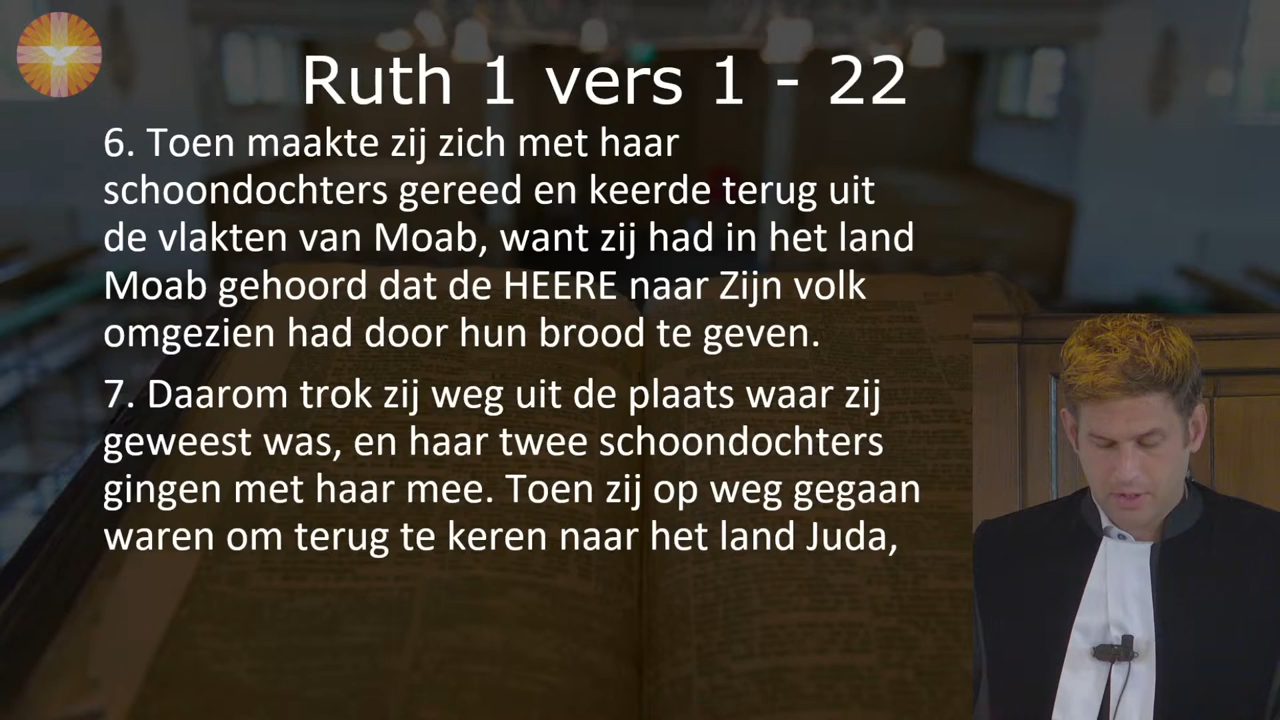 Ruth 1 vers 1 - 22
6. Toen maakte zij zich met haar
schoondochters gereed en keerde terug uit
de vlakten van Moab, want zij had in het land
Moab gehoord dat de HEERE naar Zijn volk
omgezien had door hun brood te geven.
7. Daarom trok zij weg uit de plaats waar zij
geweest was, en haar twee schoondochters
gingen met haar mee. Toen zij op weg gegaan
waren om terug te keren naar het land Juda,